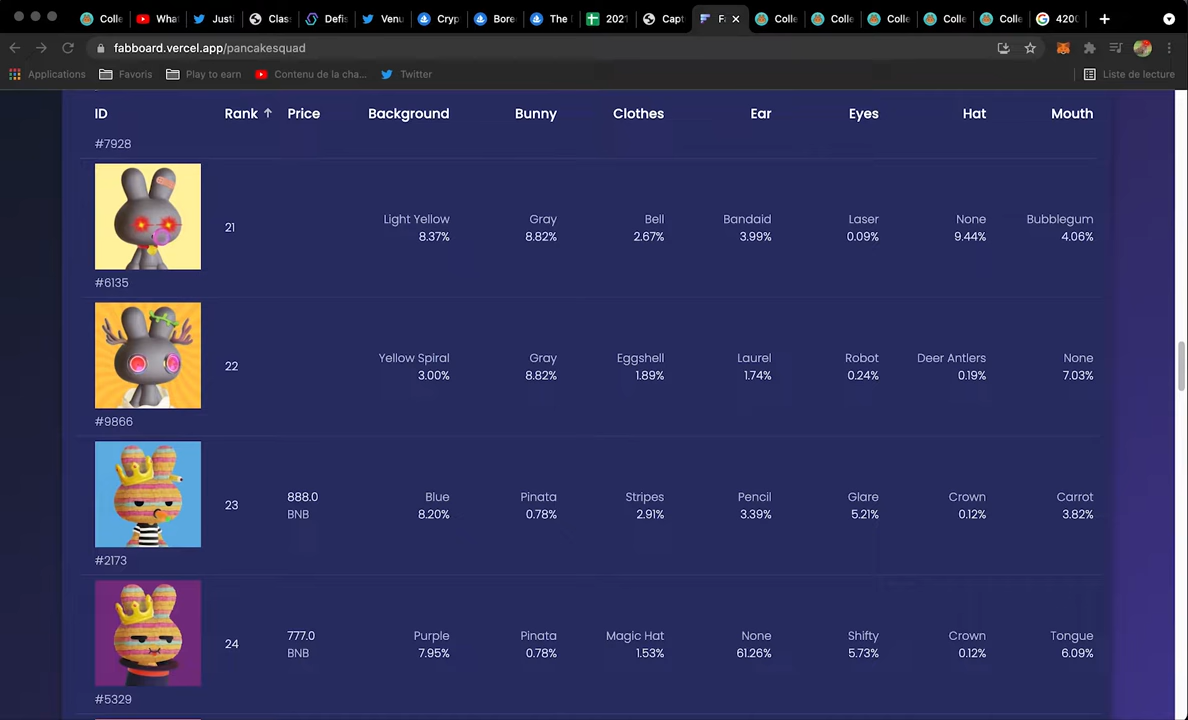 Colle
What
Justi
Class
Defis
Venu
Cryp
Bore
The
2021
Capt
F
Colle
Colle
Colle
Colle
Colle
4200
fabboard.vercel.app/pancakesquad
Applications
Favoris
Play to earn
Contenu de la cha...
Twitter
Liste de lecture
ID Rank ↑ Price Background Bunny Clothes Ear Eyes Hat Mouth
#7928
Light Yellow Gray Bell Bandaid Laser None Bubblegum
21
8.37% 8.82% 2.67% 3.99% 0.09% 9.44% 4.06%
#6135
Yellow Spiral Gray Eggshell Laurel Robot Deer Antlers None
22
3.00% 8.82% 1.89% 1.74% 0.24% 0.19% 7.03%
#9866
888.0 Blue Pinata Stripes Pencil Glare Crown Carrot
23
BNB 8.20% 0.78% 2.91% 3.39% 5.21% 0.12% 3.82%
#2173
777.0 Purple Pinata Magic Hat None Shifty Crown Tongue
24
BNB 7.95% 0.78% 1.53% 61.26% 5.73% 0.12% 6.09%
#5329